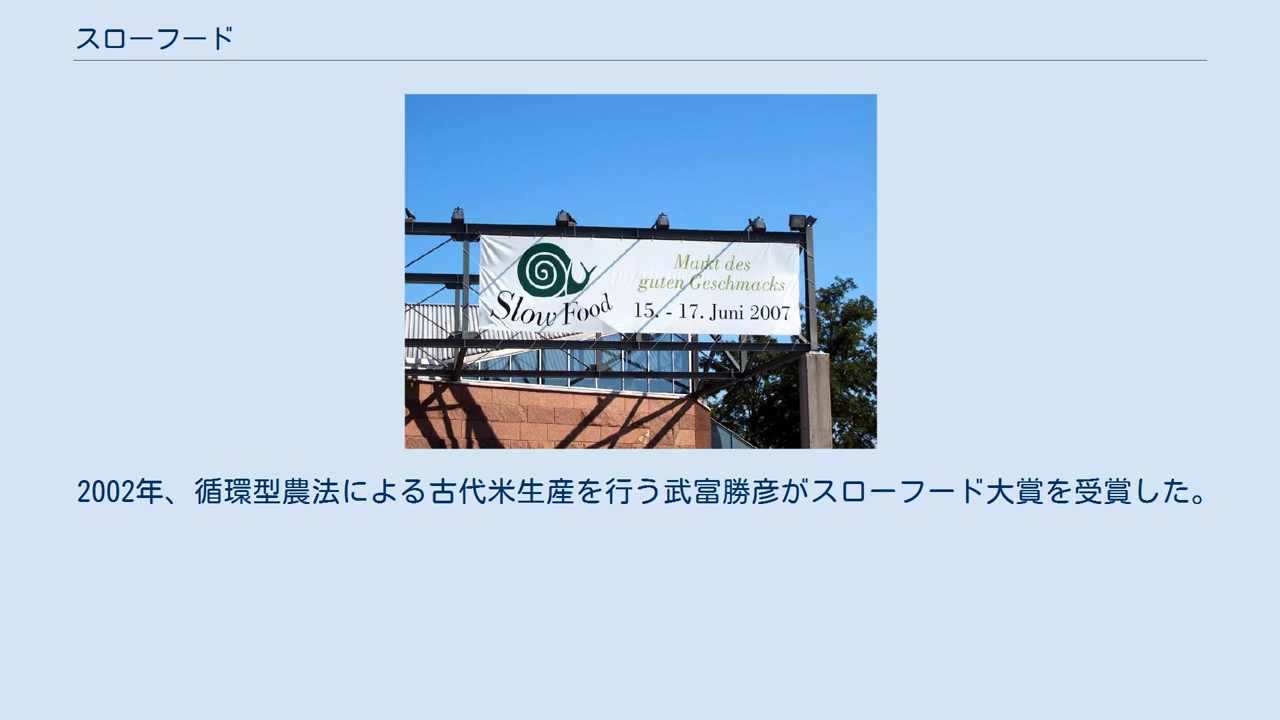 スローフード
Slow Food
Markt des
guten Geschmacks
15. - 17. Juni 2007
2002年、循環型農法による古代米生産を行う武富勝彦がスローフード大賞を受賞した。